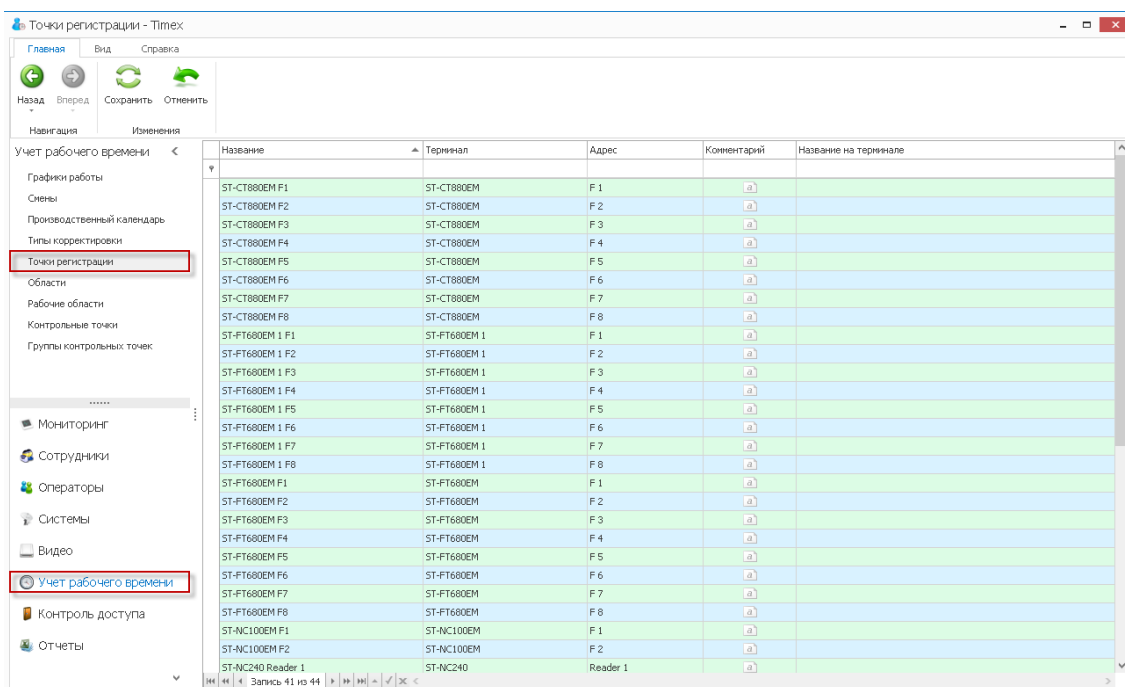 Точки регистрации - Timex
Главная Вид Справка
Назад Вперед Сохранить Отменить
Навигация Изменения
Учет рабочего времени
Графики работы
Смены
Производственный календарь
Типы корректировки
Точки регистрации
Области
Рабочие области
Контрольные точки
Группы контрольных точек
Мониторинг
Сотрудники
Операторы
Системы
Видео
Учет рабочего времени
Контроль доступа
Отчеты
Название Терминал Адрес Комментарий Название на терминале
ST-CT880EM F1 ST-CT880EM F 1
ST-CT880EM F2 ST-CT880EM F 2
ST-CT880EM F3 ST-CT880EM F 3
ST-CT880EM F4 ST-CT880EM F 4
ST-CT880EM F5 ST-CT880EM F 5
ST-CT880EM F6 ST-CT880EM F 6
ST-CT880EM F7 ST-CT880EM F 7
ST-CT880EM F8 ST-CT880EM F 8
ST-FT680EM 1 F1 ST-FT680EM 1 F 1
ST-FT680EM 1 F2 ST-FT680EM 1 F 2
ST-FT680EM 1 F3 ST-FT680EM 1 F 3
ST-FT680EM 1 F4 ST-FT680EM 1 F 4
ST-FT680EM 1 F5 ST-FT680EM 1 F 5
ST-FT680EM 1 F6 ST-FT680EM 1 F 6
ST-FT680EM 1 F7 ST-FT680EM 1 F 7
ST-FT680EM 1 F8 ST-FT680EM 1 F 8
ST-FT680EM F1 ST-FT680EM F 1
ST-FT680EM F2 ST-FT680EM F 2
ST-FT680EM F3 ST-FT680EM F 3
ST-FT680EM F4 ST-FT680EM F 4
ST-FT680EM F5 ST-FT680EM F 5
ST-FT680EM F6 ST-FT680EM F 6
ST-FT680EM F7 ST-FT680EM F 7
ST-FT680EM F8 ST-FT680EM F 8
ST-NC100EM F1 ST-NC100EM F 1
ST-NC100EM F2 ST-NC100EM F 2
ST-NC240 Reader 1 ST-NC240 Reader 1
Запись 41 из 44